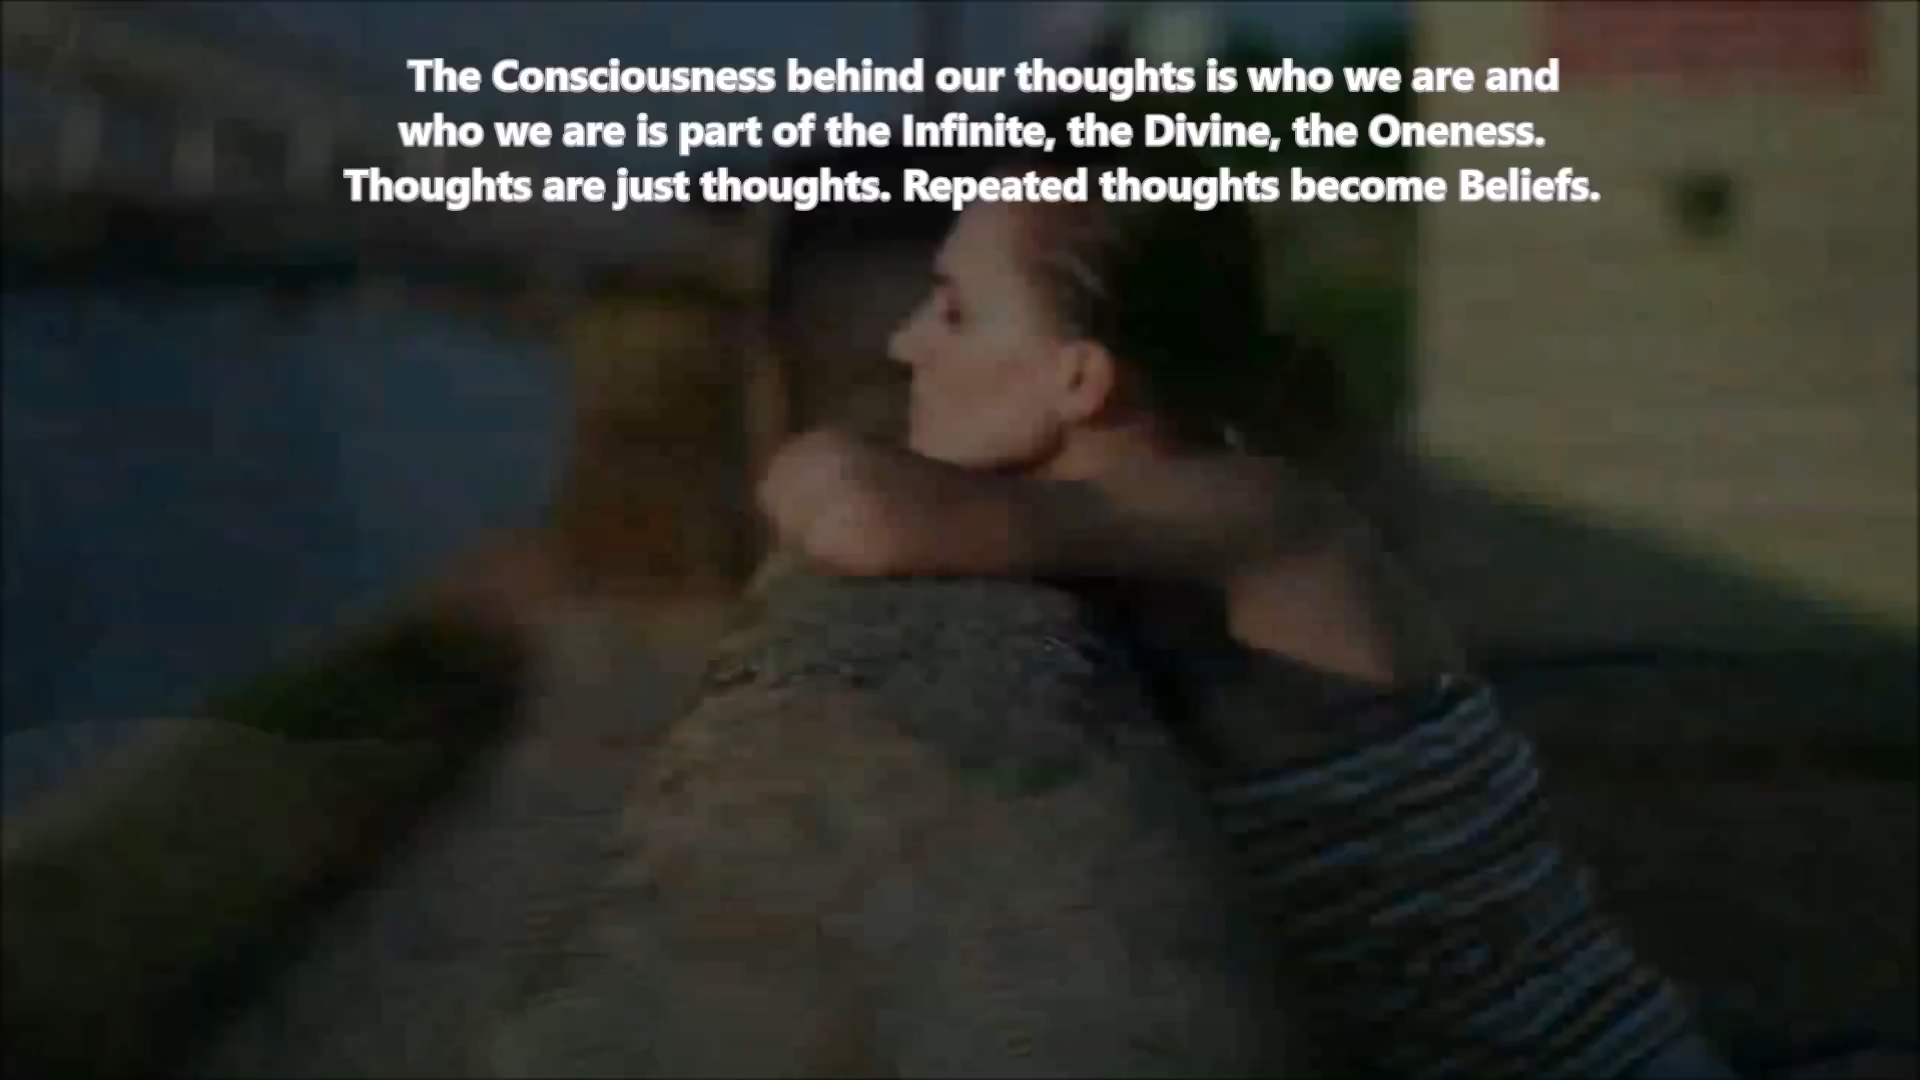 The Consciousness behind our thoughts is who we are and
who we are is part of the Infinite, the Divine, the Oneness.
Thoughts are just thoughts. Repeated thoughts become Beliefs.